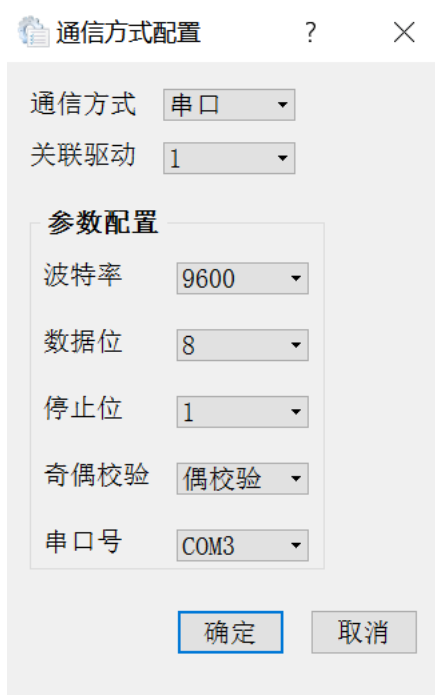 通信方式配置 ?
通信方式 串口
关联驱动 1
参数配置
波特率 9600
数据位 8
停止位 1
奇偶校验 偶校验
串口号 COM3
确定 取消